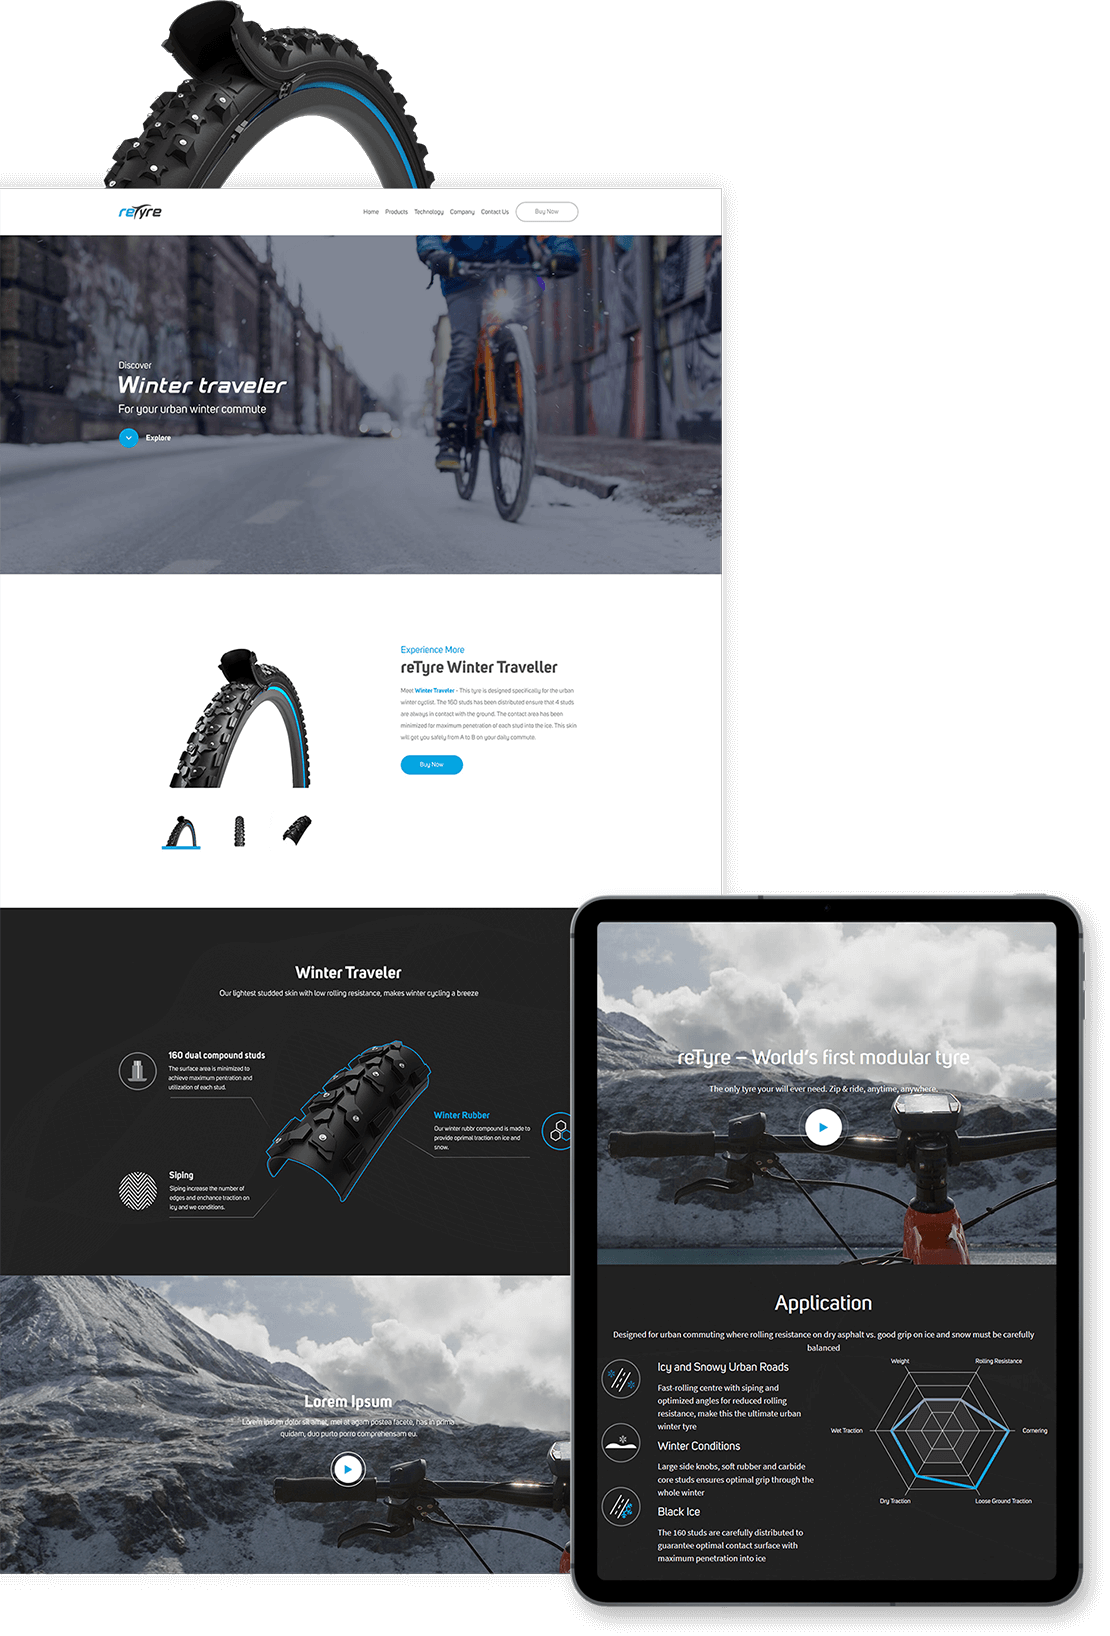 reTyre
Home Products Technology Company Contact Us Buy Now
Discover
Winter traveler
For your urban winter commute
Explore
Experience More
reTyre Winter Traveller
Meet Winter Traveler - This tyre is designed specifically for the urban
winter cyclist. The 160 studs has been distributed ensure that 4 studs
are always in contact with the ground. The contact area has been
minimized for maximum penetration of each stud into the ice. This skin
will get you safely from A to B on your daily commute.
Buy Now
Winter Traveler
Our lightest studded skin with low rolling resistance, makes winter cycling a breeze
160 dual compound studs
The surface area is minimized to
achieve maximum pentration and
utilization of each stud.
Winter Rubber
Our winter rubbr compound is made to
provide oprimal traction on ice and
snow.
Siping
Siping increase the number of
edges and enchance traction on
icy and we conditions.
Lorem Ipsum
Lorem ipsum dolor sit amet, mei at agam postea facete, has in prima
quidam, duo purto porro comprehensam eu.
reTyre – World's first modular tyre
The only tyre your will ever need. Zip & ride, anytime, anywhere.
Application
Designed for urban commuting where rolling resistance on dry asphalt vs. good grip on ice and snow must be carefully
balanced
Icy and Snowy Urban Roads
Fast-rolling centre with siping and
optimized angles for reduced rolling
resistance, make this the ultimate urban
winter tyre
Winter Conditions
Large side knobs, soft rubber and carbide
core studs ensures optimal grip through the
whole winter
Black Ice
The 160 studs are carefully distributed to
guarantee optimal contact surface with
maximum penetration into ice
Weight
Rolling Resistance
Wet Traction
Cornering
Dry Traction
Loose Ground Traction